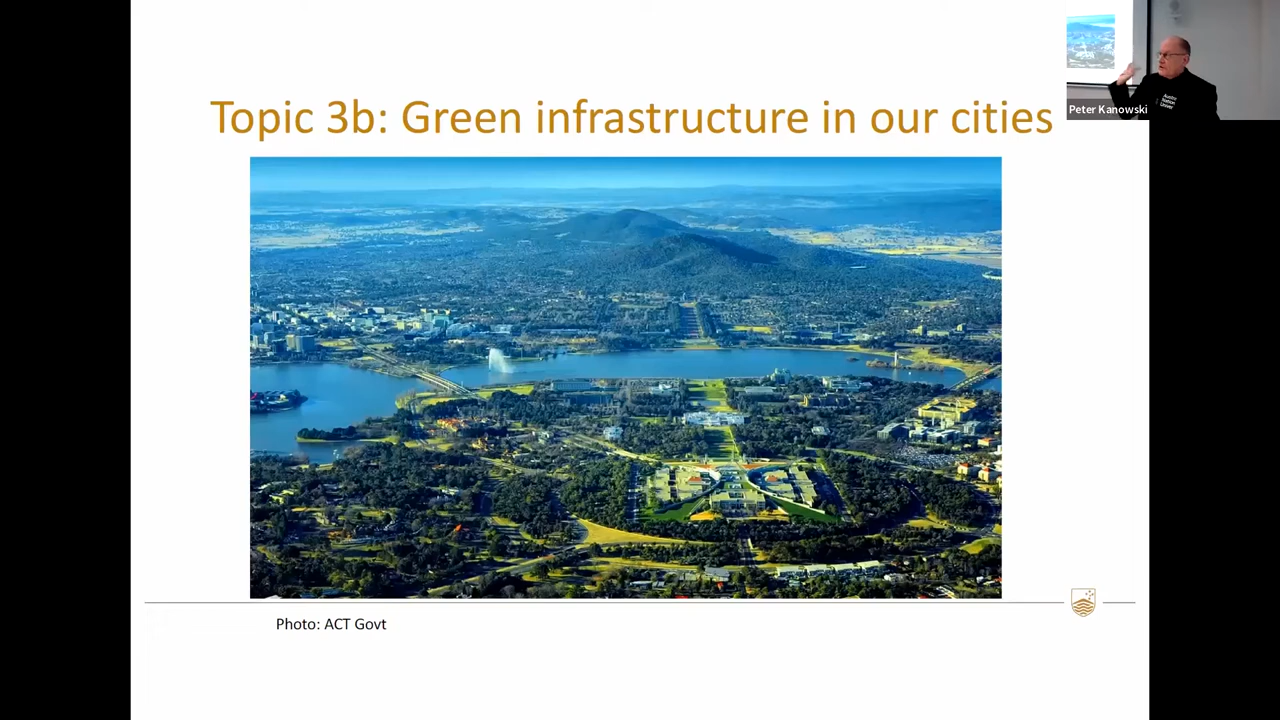 Topic 3b: Green infrastructure in our cities
Peter Kanowski
Photo: ACT Govt